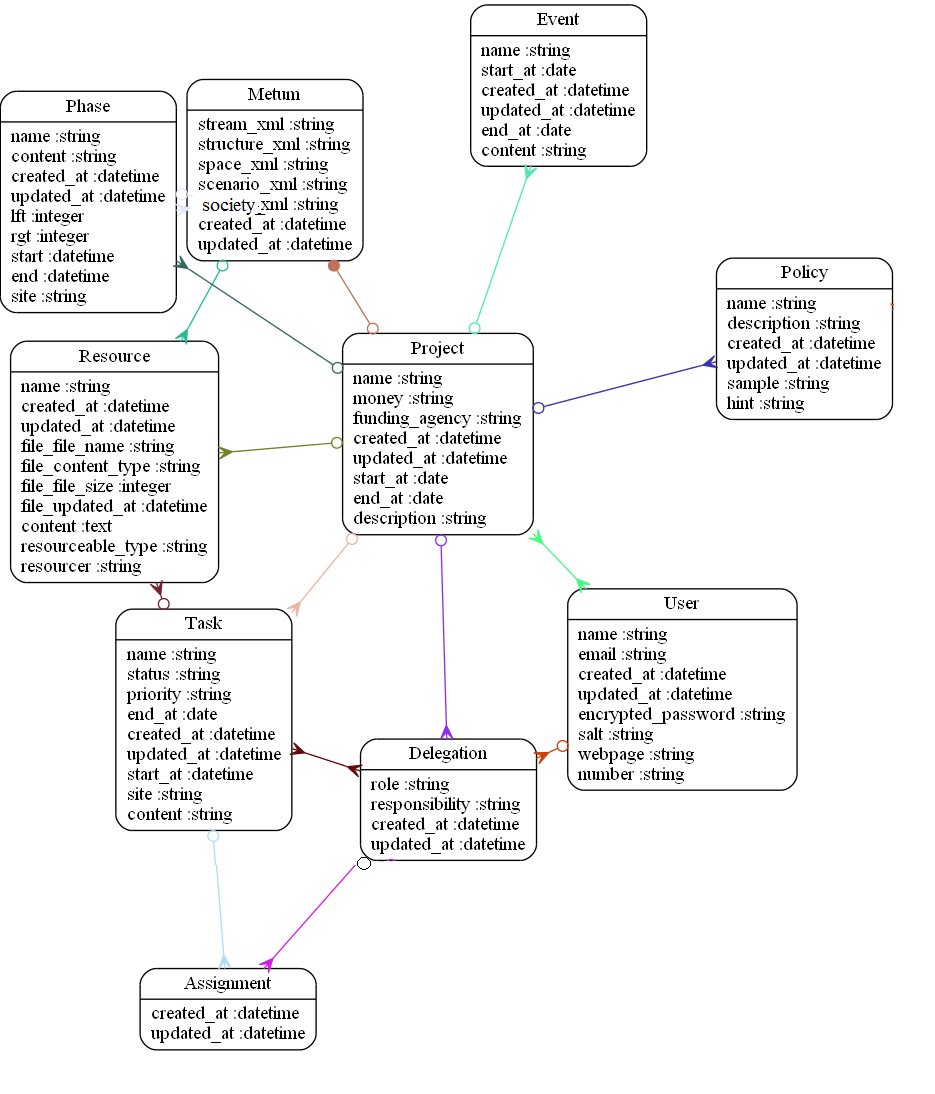 Event
name :string
start_at :date
created_at :datetime
updated_at :datetime
end_at :date
content :string
Metum
stream_xml :string
structure_xml :string
space_xml :string
scenario_xml :string
society_xml :string
created_at :datetime
updated_at :datetime
Phase
name :string
content :string
created_at :datetime
updated_at :datetime
lft :integer
rgt :integer
start :datetime
end :datetime
site :string
Policy
name :string
description :string
created_at :datetime
updated_at :datetime
sample :string
hint :string
Project
name :string
money :string
funding_agency :string
created_at :datetime
updated_at :datetime
start_at :date
end_at :date
description :string
Resource
name :string
created_at :datetime
updated_at :datetime
file_file_name :string
file_content_type :string
file_file_size :integer
file_updated_at :datetime
content :text
resourceable_type :string
resourcer :string
User
name :string
email :string
created_at :datetime
updated_at :datetime
encrypted_password :string
salt :string
webpage :string
number :string
Task
name :string
status :string
priority :string
end_at :date
created_at :datetime
updated_at :datetime
start_at :datetime
site :string
content :string
Delegation
role :string
responsibility :string
created_at :datetime
updated_at :datetime
Assignment
created_at :datetime
updated_at :datetime